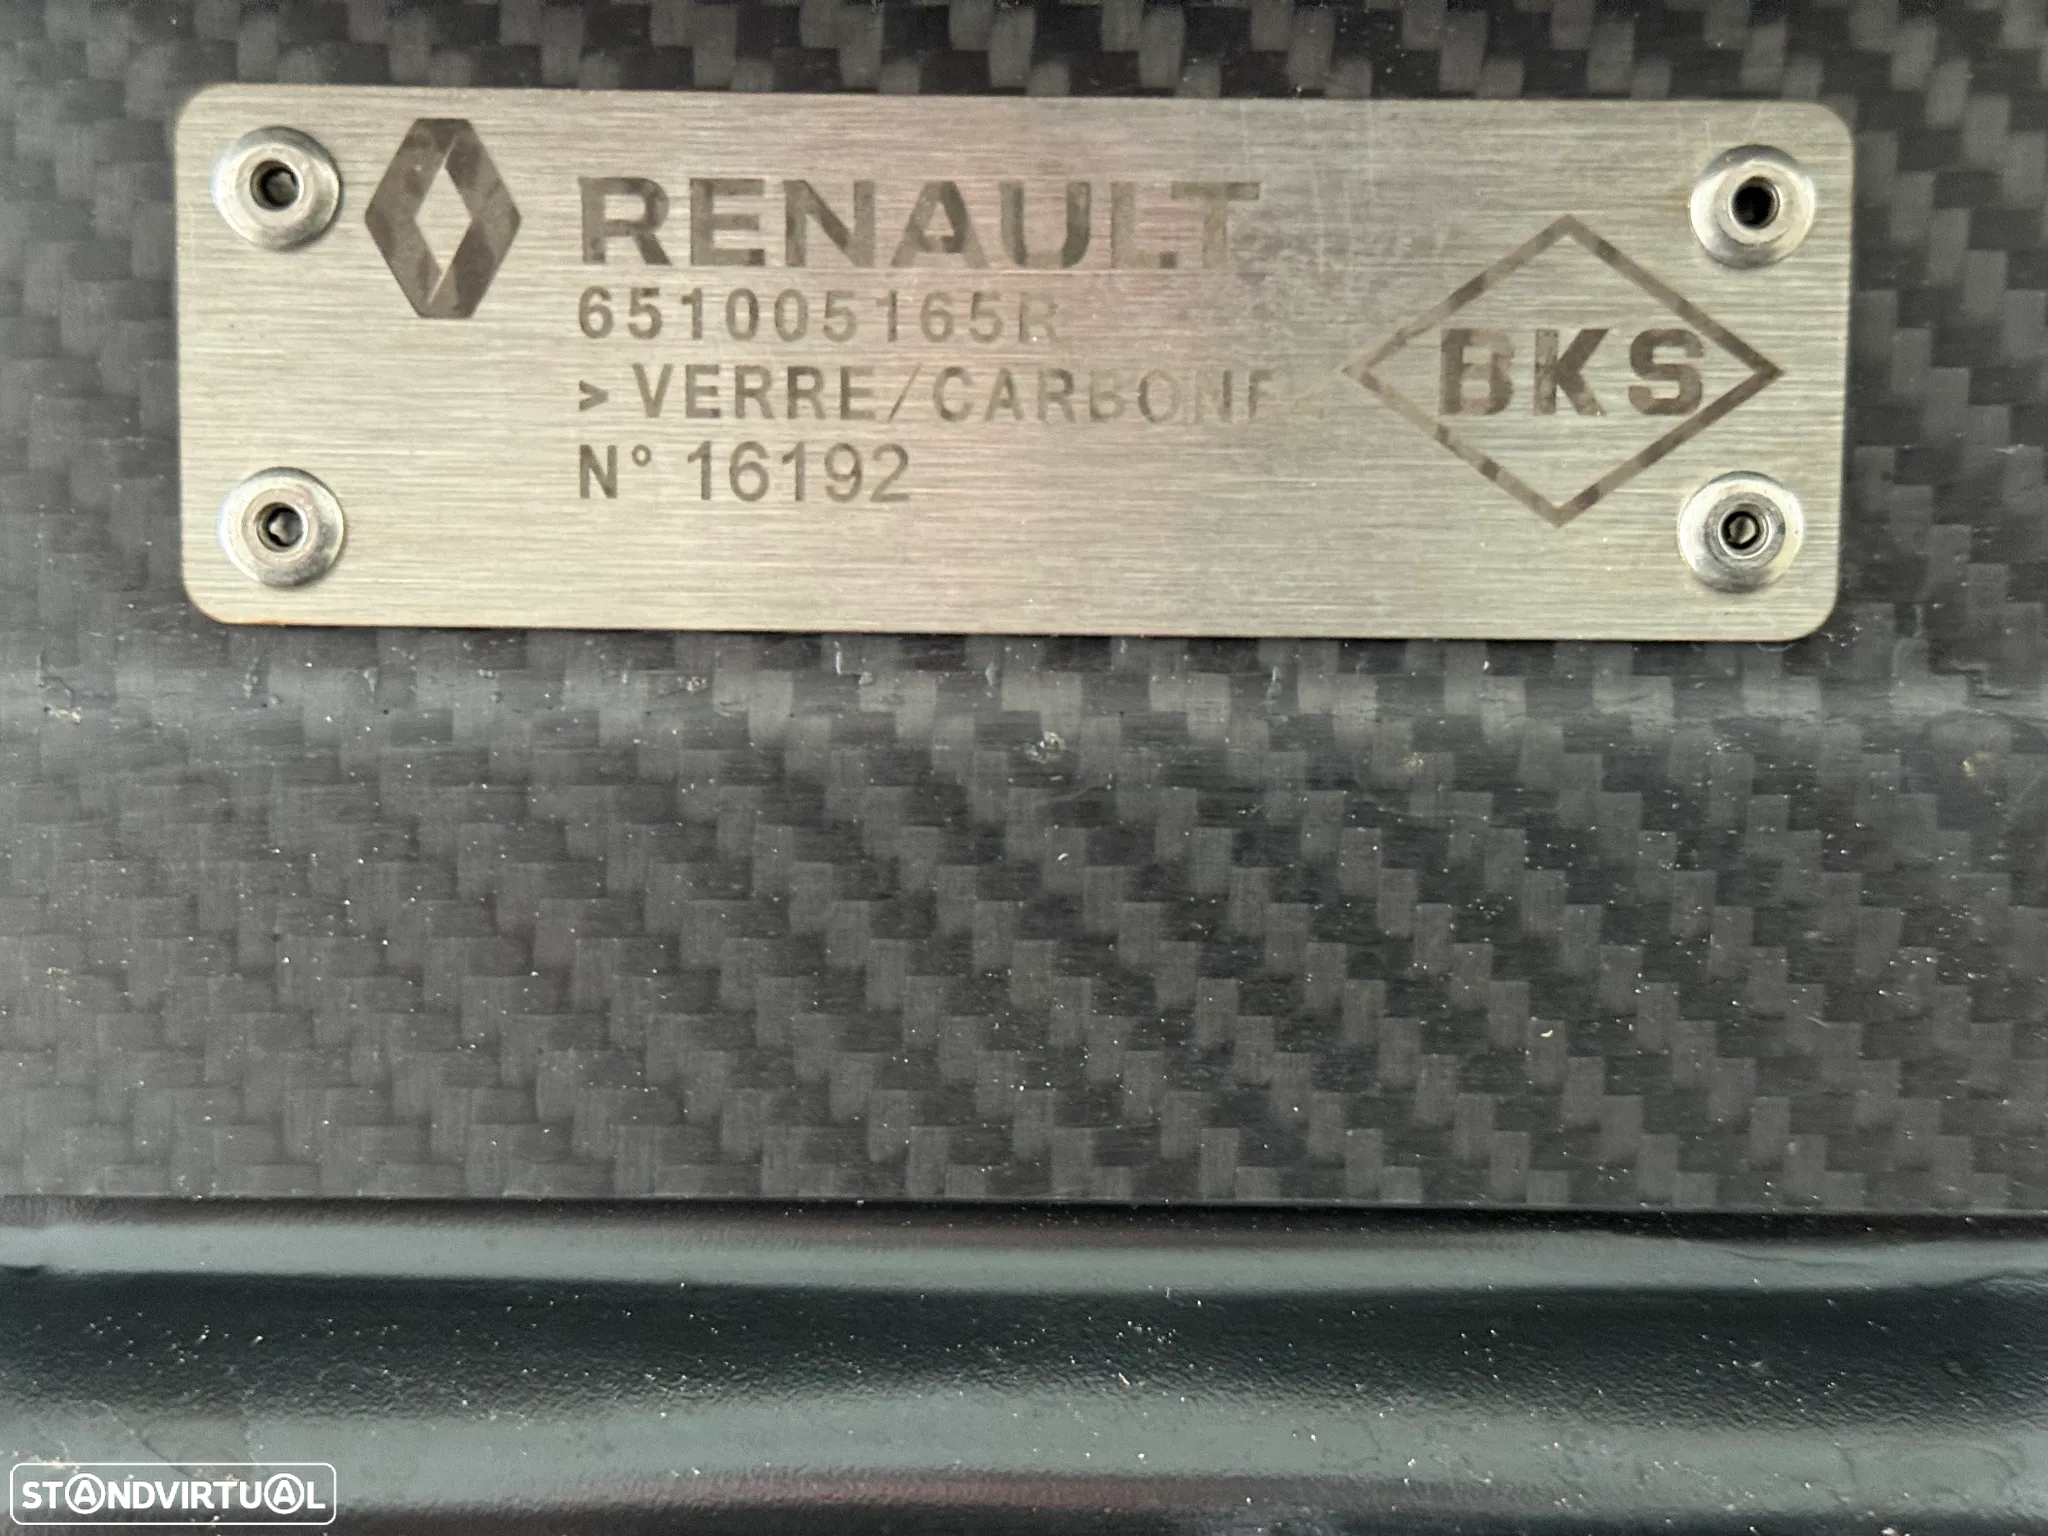 RENAULT
651005165R
> VERRE/CARBONE<
N° 16192
BKS
STANDVIRTUAL